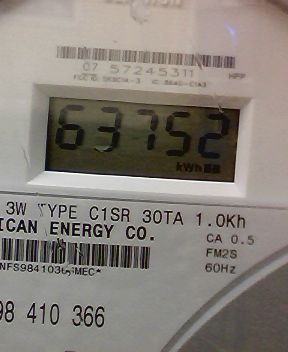 07 57245311
HPP
63752
kWh
3W TYPE C1SR 30TA 1.0Kh
ICAN ENERGY CO.
CA 0.5
FM2S
60Hz
98 410 366